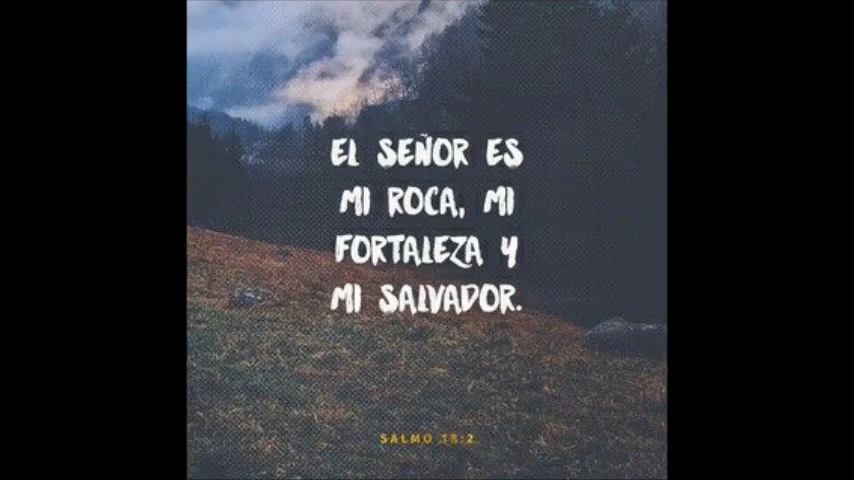 EL SEÑOR ES
MI ROCA, MI
FORTALEZA Y
MI SALVADOR.
SALMO 18:2